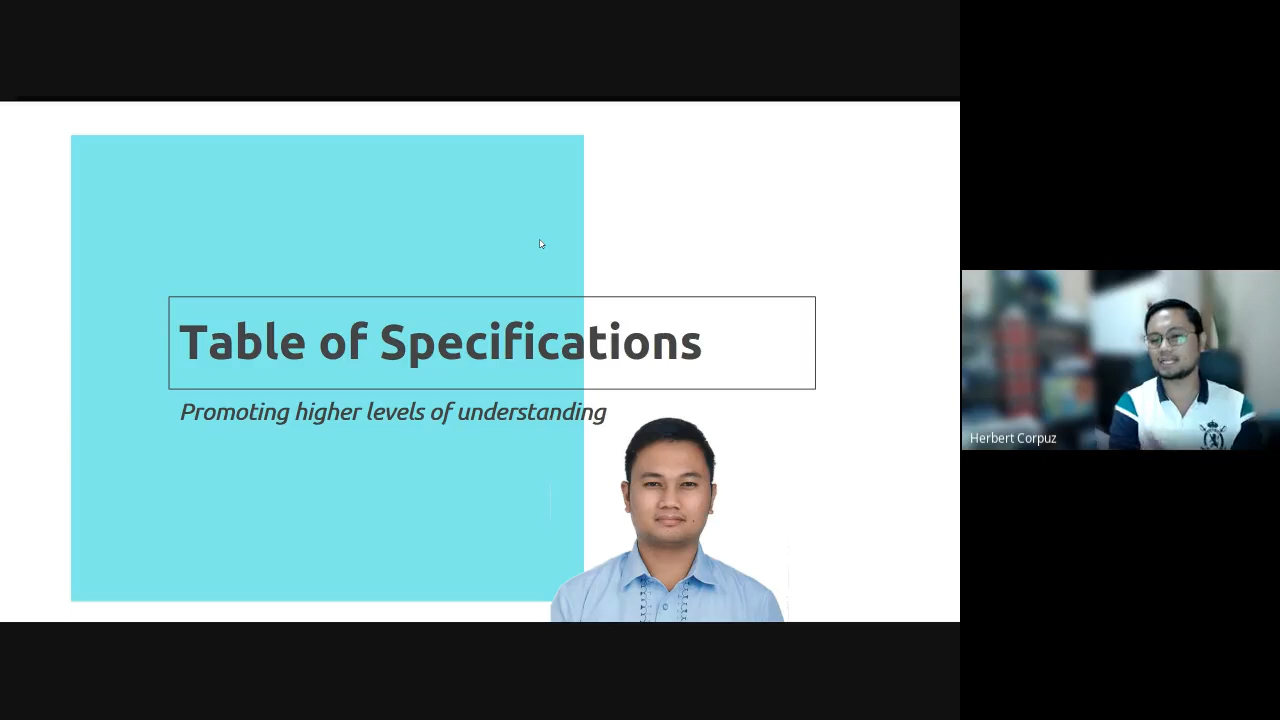 Table of Specifications
Promoting higher levels of understanding
Herbert Corpuz